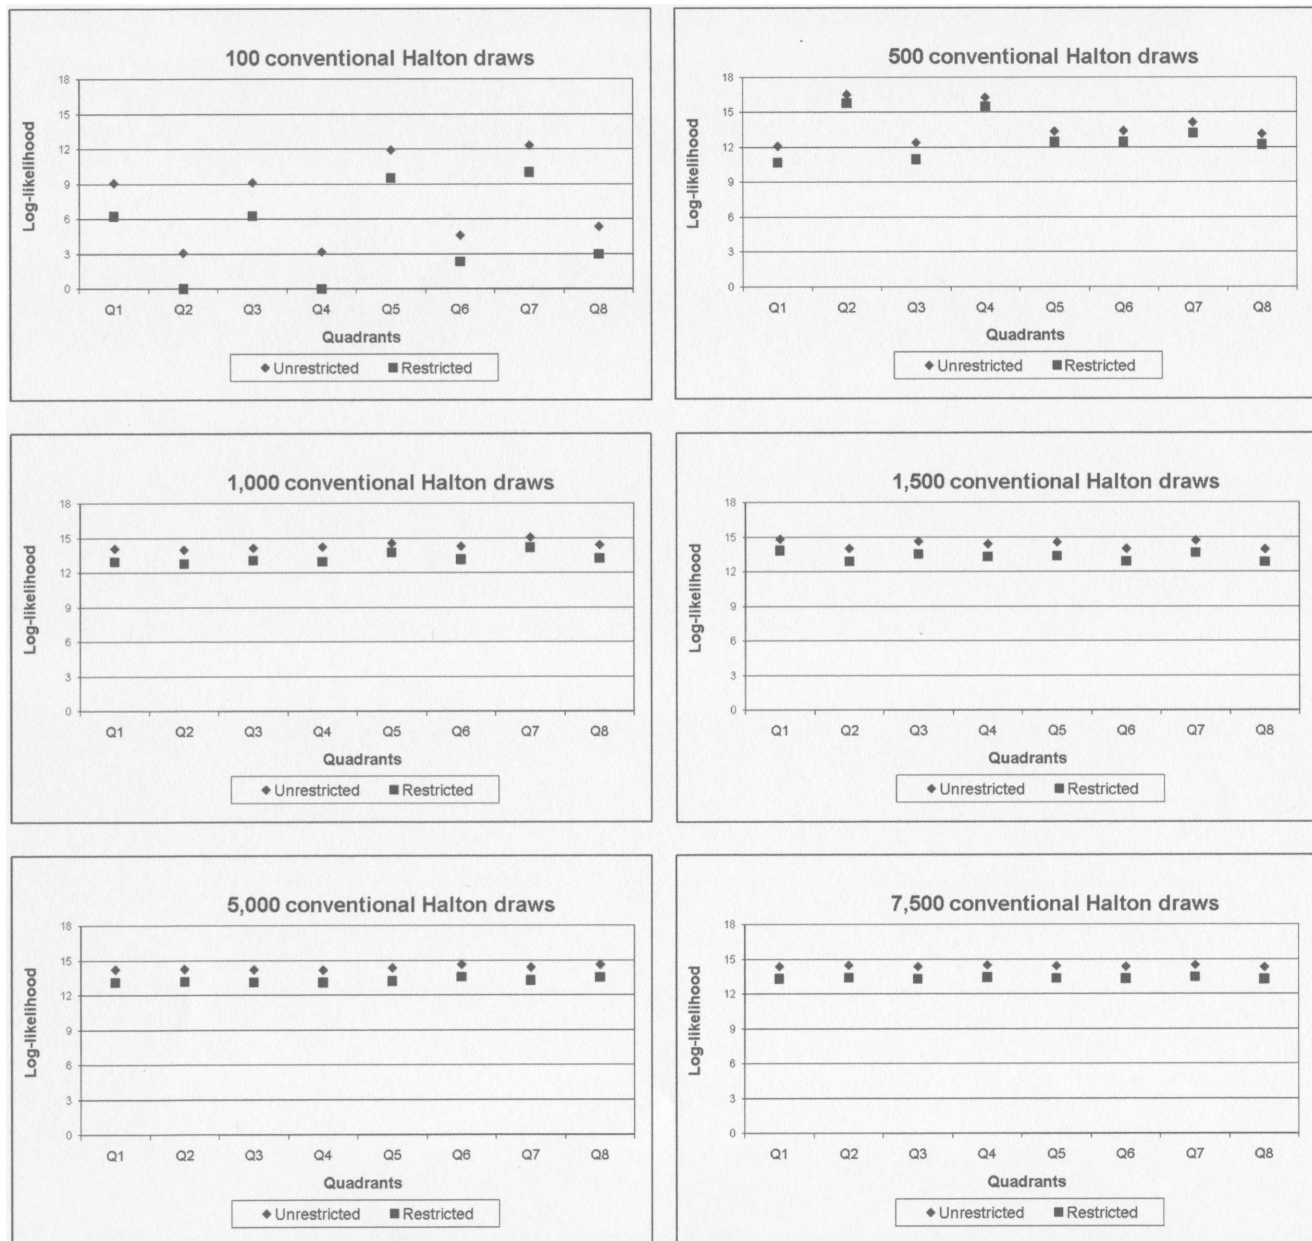 100 conventional Halton draws
Log-likelihood
18
15
12
9
6
3
0
Q1 Q2 Q3 Q4 Q5 Q6 Q7 Q8
Quadrants
Unrestricted Restricted
500 conventional Halton draws
Log-likelihood
18
15
12
9
6
3
0
Q1 Q2 Q3 Q4 Q5 Q6 Q7 Q8
Quadrants
Unrestricted Restricted
1,000 conventional Halton draws
Log-likelihood
18
15
12
9
6
3
0
Q1 Q2 Q3 Q4 Q5 Q6 Q7 Q8
Quadrants
Unrestricted Restricted
1,500 conventional Halton draws
Log-likelihood
18
15
12
9
6
3
0
Q1 Q2 Q3 Q4 Q5 Q6 Q7 Q8
Quadrants
Unrestricted Restricted
5,000 conventional Halton draws
Log-likelihood
18
15
12
9
6
3
0
Q1 Q2 Q3 Q4 Q5 Q6 Q7 Q8
Quadrants
Unrestricted Restricted
7,500 conventional Halton draws
Log-likelihood
18
15
12
9
6
3
0
Q1 Q2 Q3 Q4 Q5 Q6 Q7 Q8
Quadrants
Unrestricted Restricted